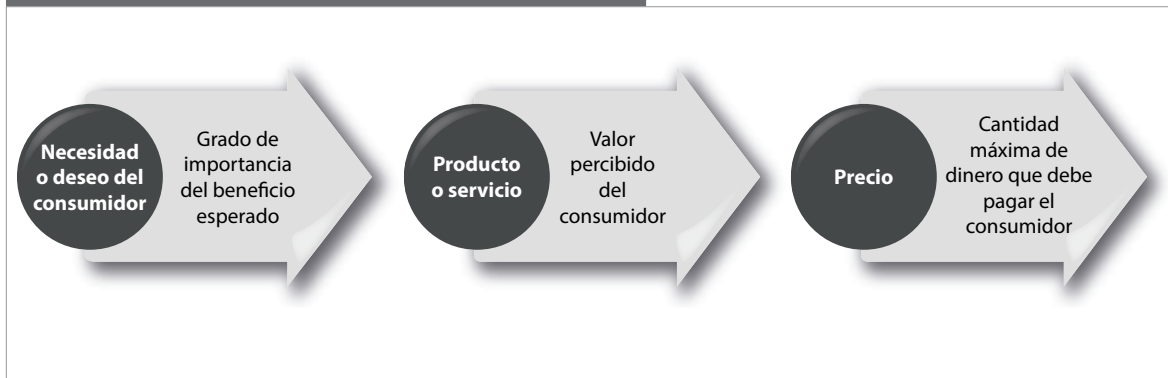 Necesidad
o deseo del
consumidor
Grado de
importancia
del beneficio
esperado
Producto
o servicio
Valor
percibido
del
consumidor
Precio
Cantidad
máxima de
dinero que debe
pagar el
consumidor